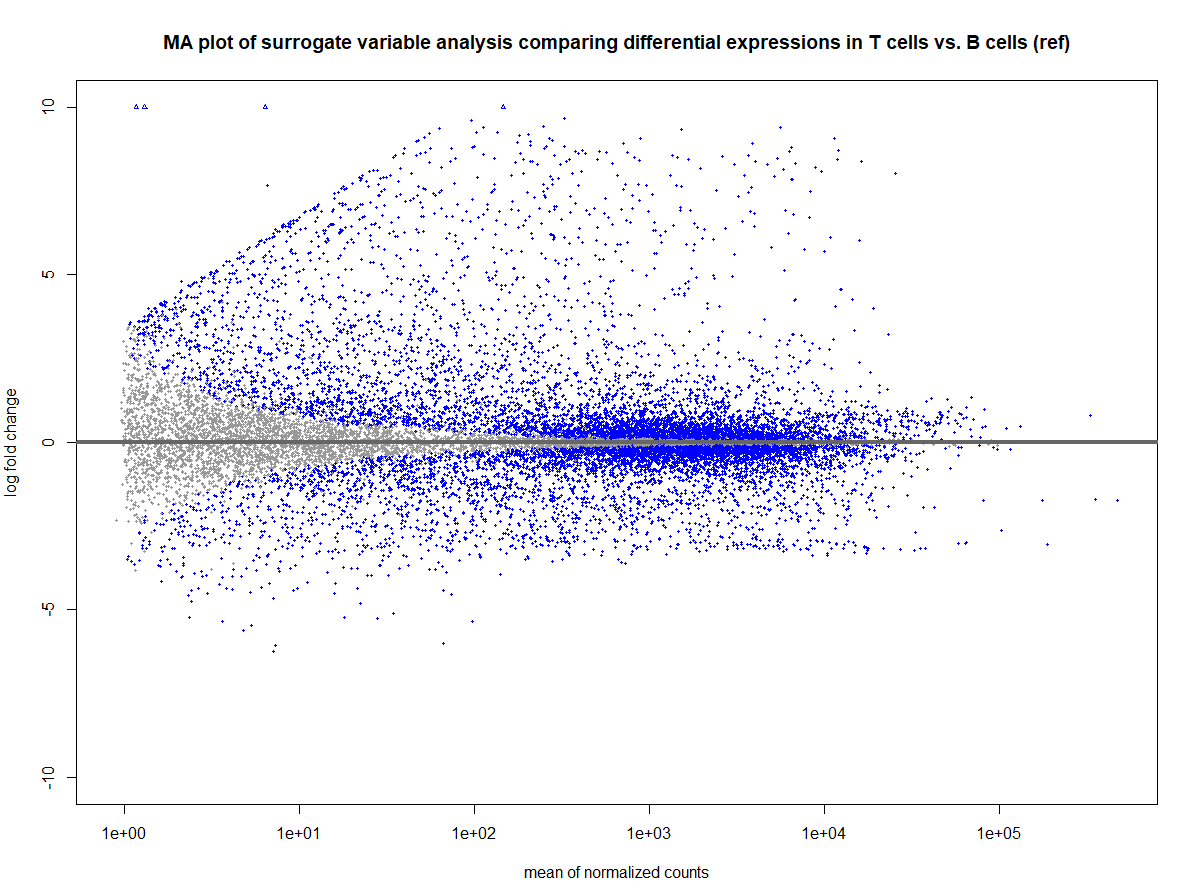 MA plot of surrogate variable analysis comparing differential expressions in T cells vs. B cells (ref)
10
5
0
-5
-10
log fold change
1e+00 1e+01 1e+02 1e+03 1e+04 1e+05
mean of normalized counts